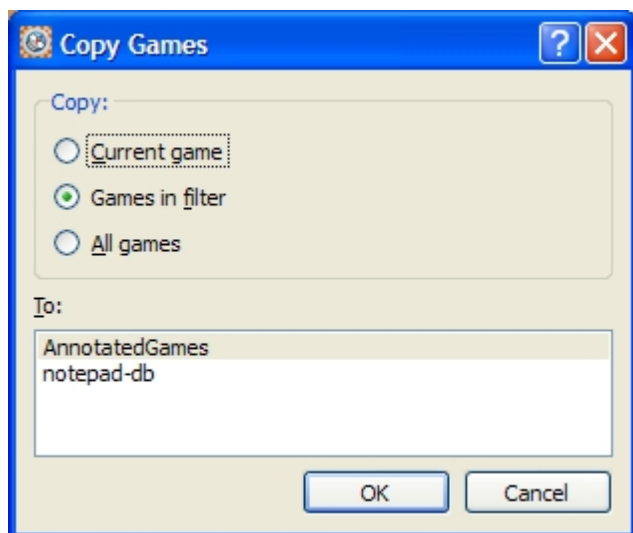 Copy Games
Copy:
Current game
Games in filter
All games
To:
AnnotatedGames
notepad-db
OK Cancel